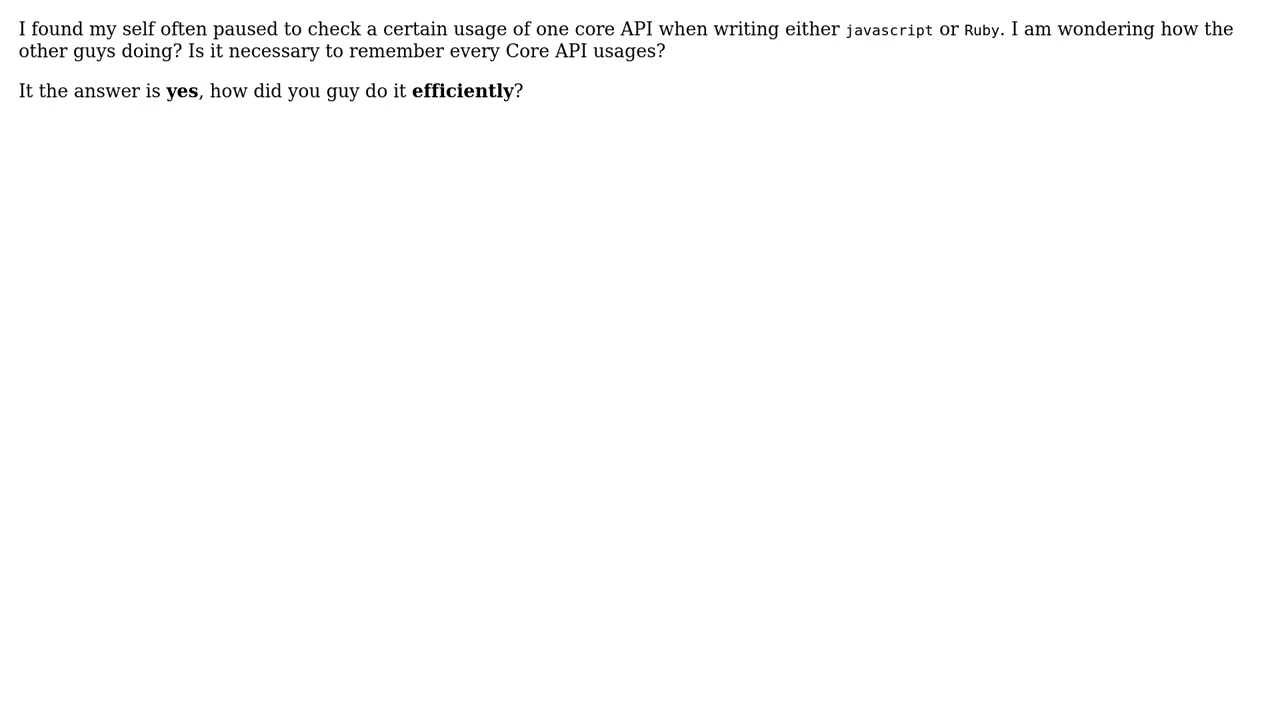 I found my self often paused to check a certain usage of one core API when writing either javascript or Ruby. I am wondering how the
other guys doing? Is it necessary to remember every Core API usages?
It the answer is yes, how did you guy do it efficiently?